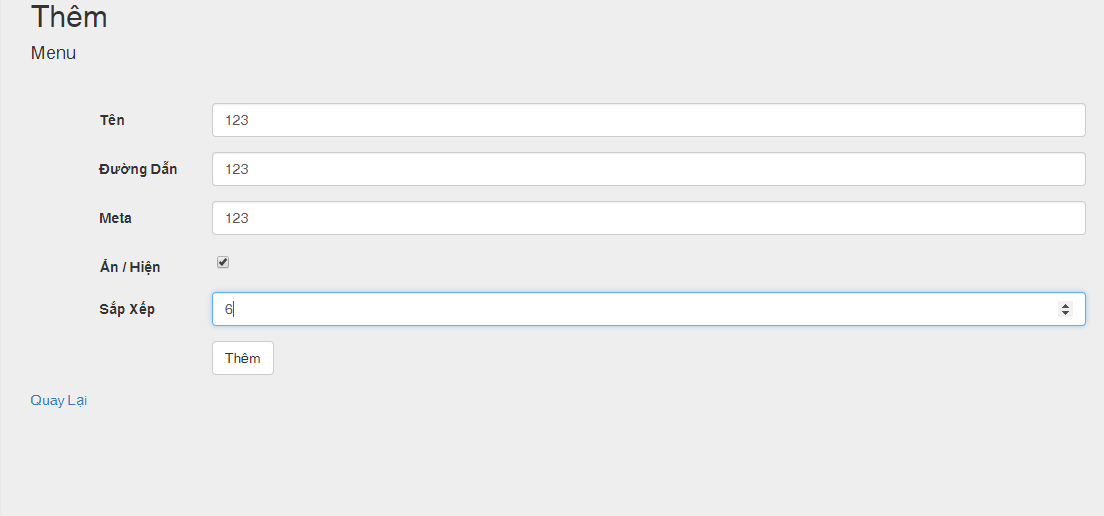 Thêm
Menu
Tên 123
Đường Dẫn 123
Meta 123
Ẩn / Hiện
Sắp Xếp 6
Thêm
Quay Lại